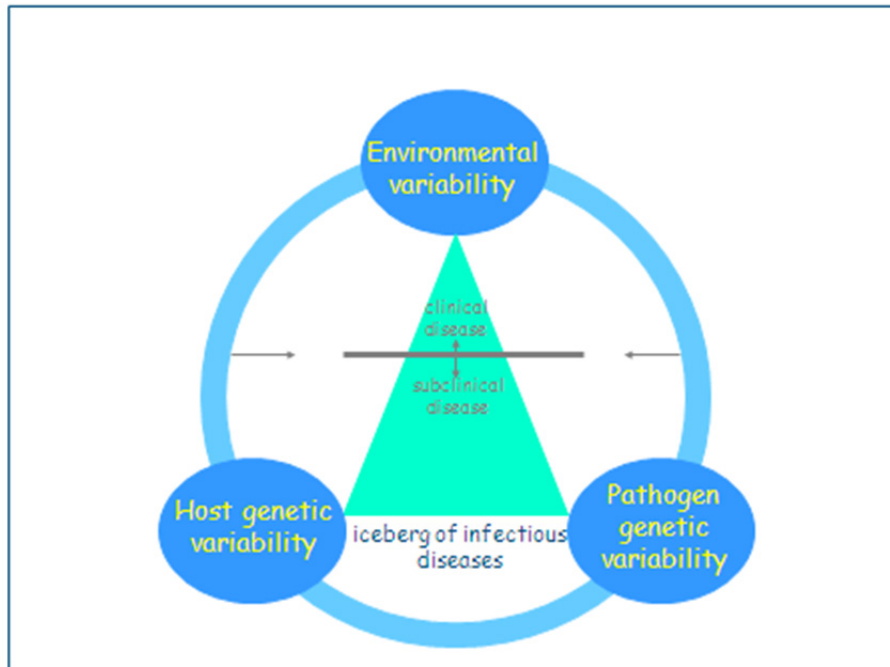 Environmental
variability
clinical
disease
subclinical
disease
Host genetic
variability
iceberg of infectious
diseases
Pathogen
genetic
variability